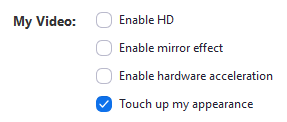 My Video: Enable HD
Enable mirror effect
Enable hardware acceleration
Touch up my appearance